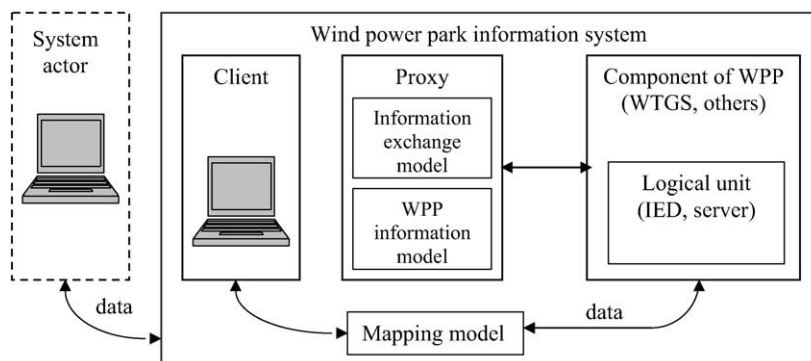 System
actor
Wind power park information system
Client
Proxy
Information
exchange
model
WPP
information
model
Component of WPP
(WTGS, others)
Logical unit
(IED, server)
data
Mapping model
data